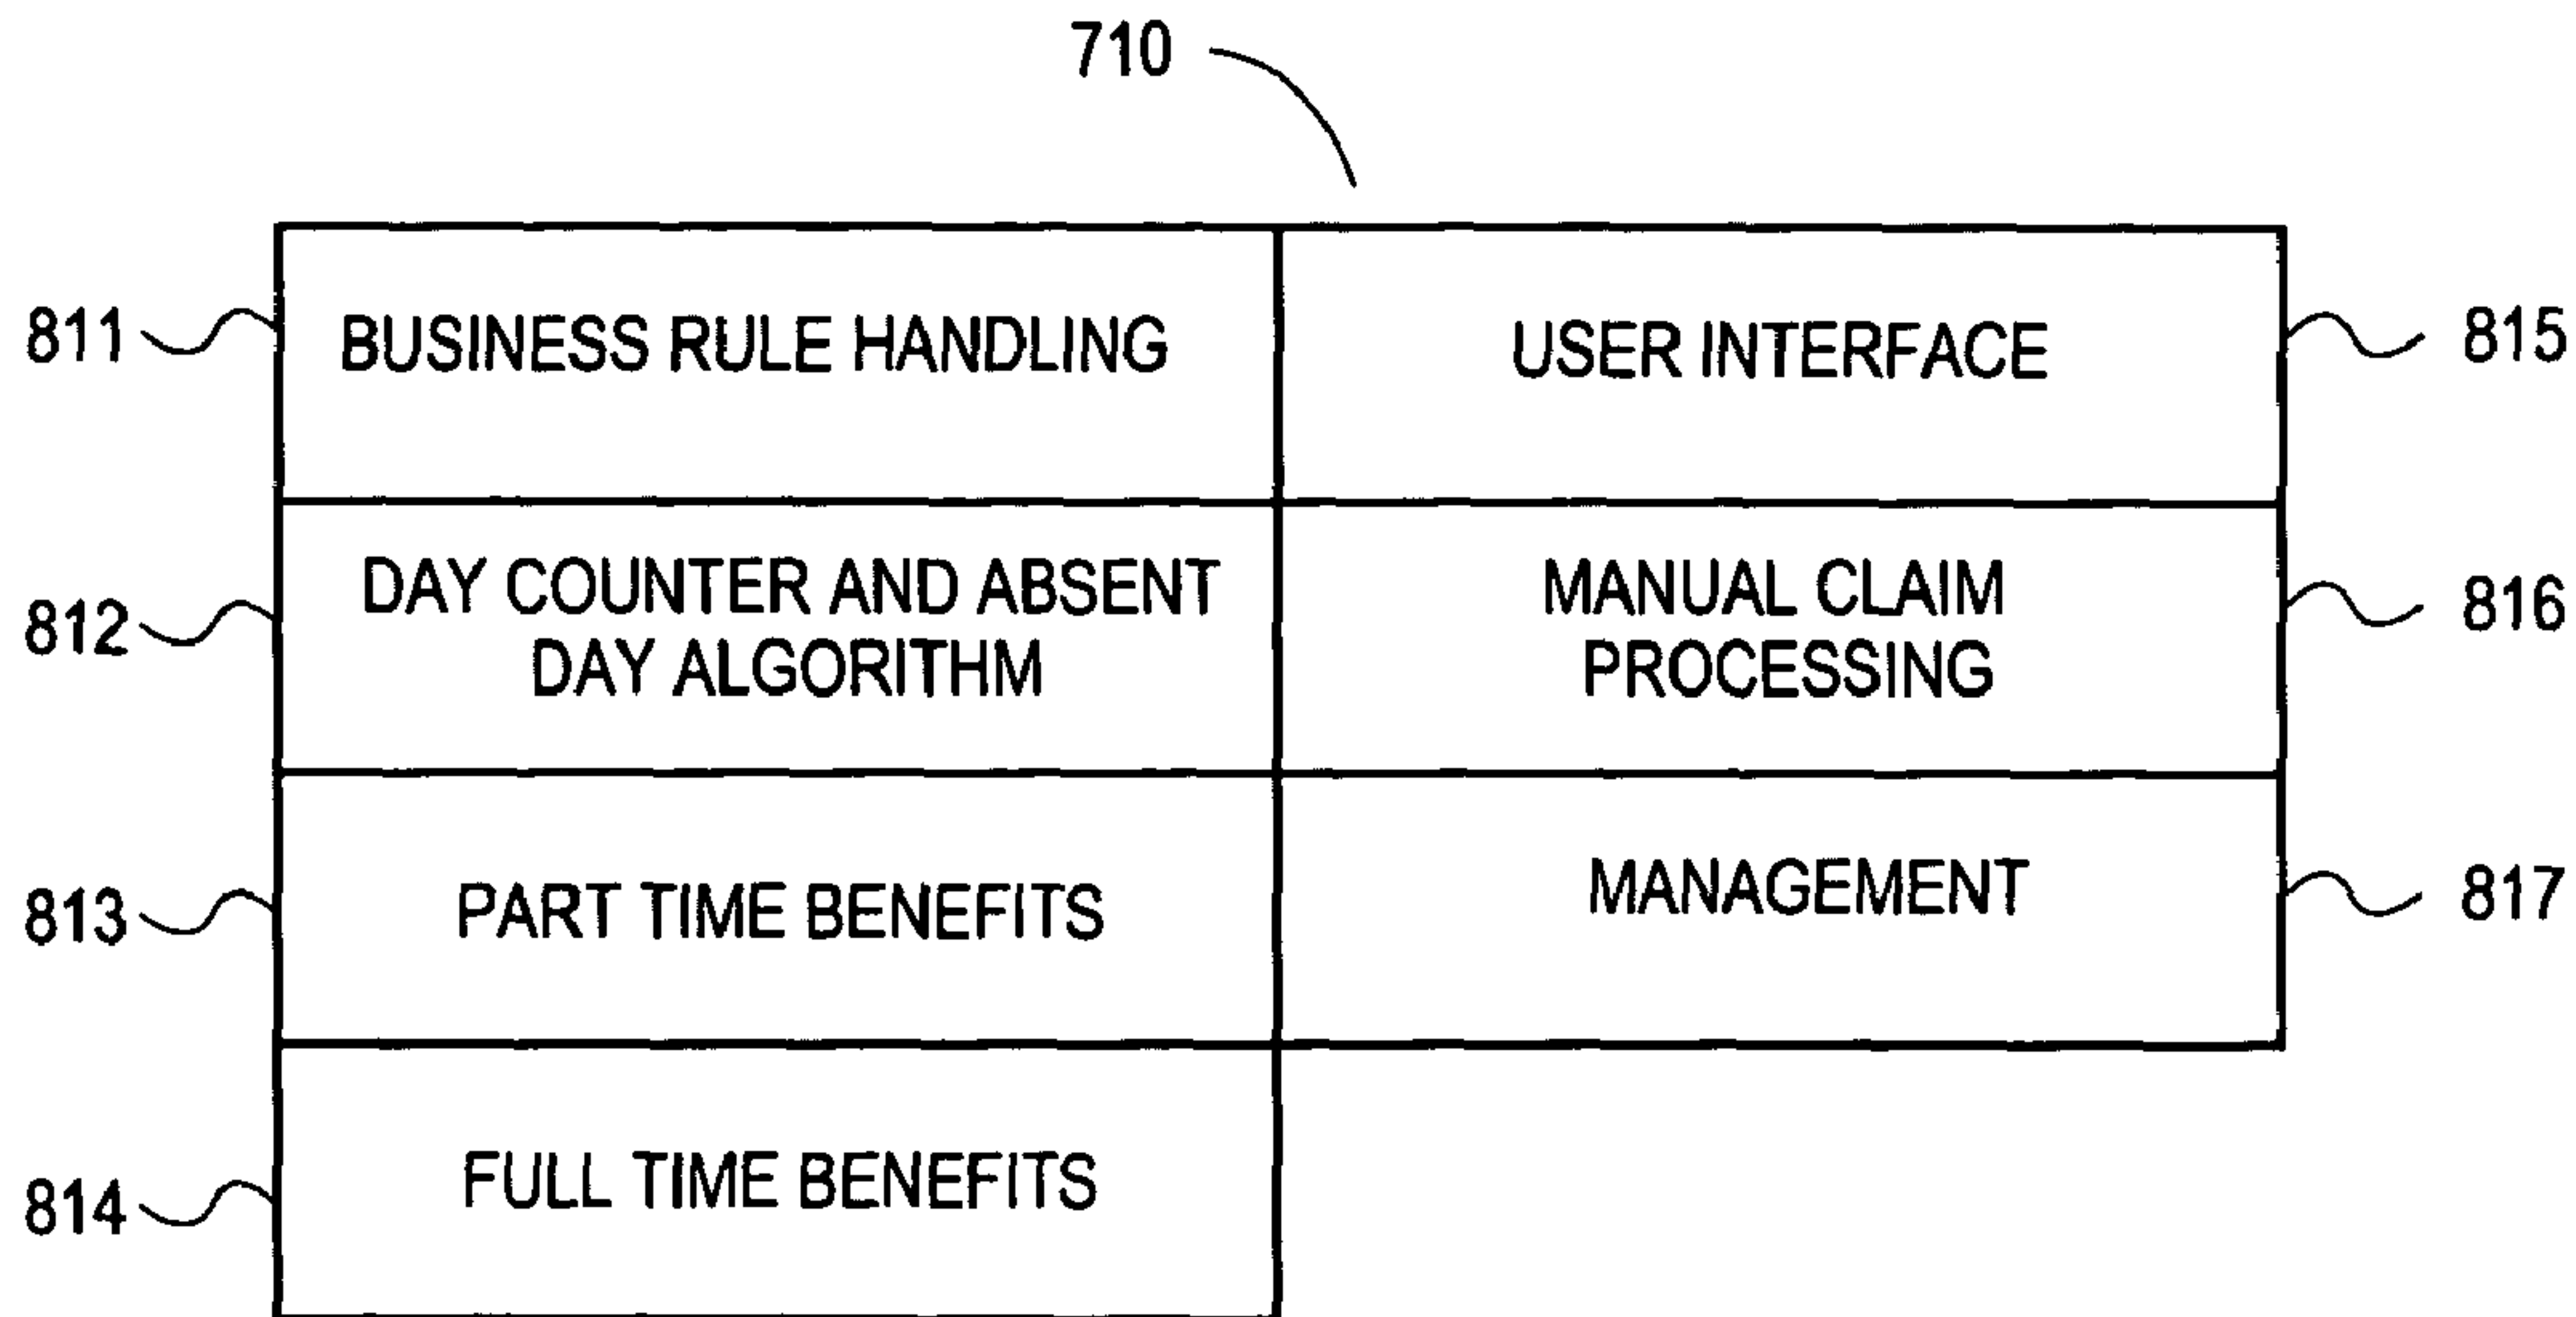 710
811
BUSINESS RULE HANDLING
USER INTERFACE
815
812
DAY COUNTER AND ABSENT
DAY ALGORITHM
MANUAL CLAIM
PROCESSING
816
813
PART TIME BENEFITS
MANAGEMENT
817
814
FULL TIME BENEFITS